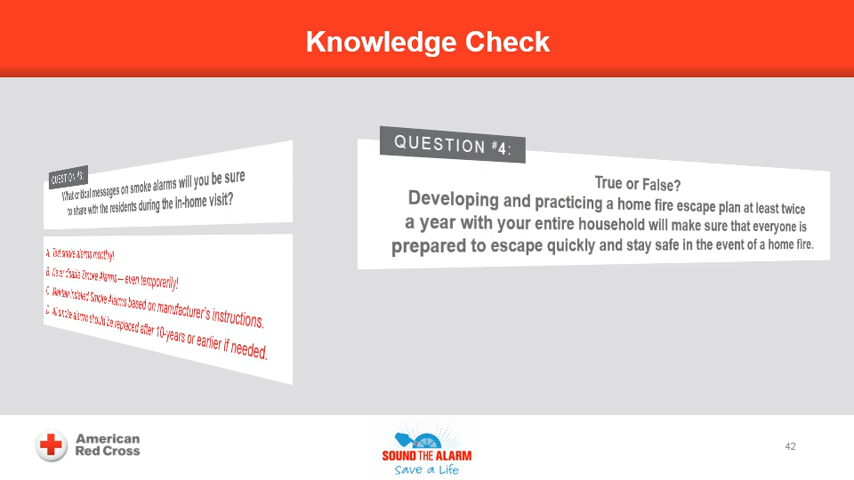 Knowledge Check
QUESTION #3:
What critical messages on smoke alarms will you be sure
to share with the residents during the in-home visit?
A. Test smoke alarms monthly!
B. Never disable Smoke Alarms — even temporarily!
C. Maintain installed Smoke Alarms based on manufacturer's instructions.
D. All smoke alarms should be replaced after 10-years or earlier if needed.
QUESTION #4:
True or False?
Developing and practicing a home fire escape plan at least twice
a year with your entire household will make sure that everyone is
prepared to escape quickly and stay safe in the event of a home fire.
American
Red Cross
SOUND THE ALARM
Save a Life
42